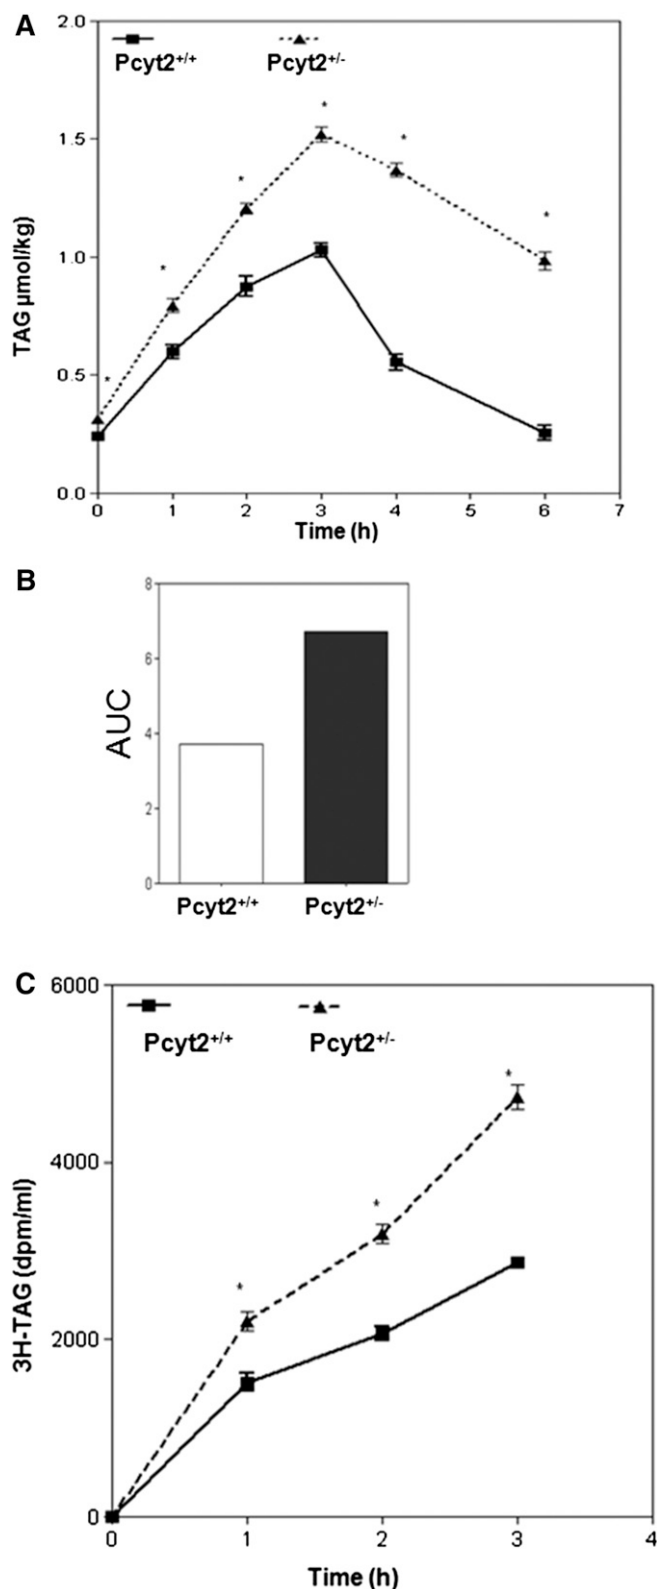 A
2.0
Pcyt2+/+ Pcyt2+/-
*
*
1.5
*
*
*
TAG µmol/kg)
1.0
*
0.5
0.0
0 1 2 3 4 5 6 7
Time (h)
B
8
6
AUC
4
2
0
Pcyt2+/+ Pcyt2+/-
C
6000
Pcyt2+/+ Pcyt2+/-
*
4000
*
3H-TAG (dpm/ml)
*
2000
0
0 1 2 3 4
Time (h)